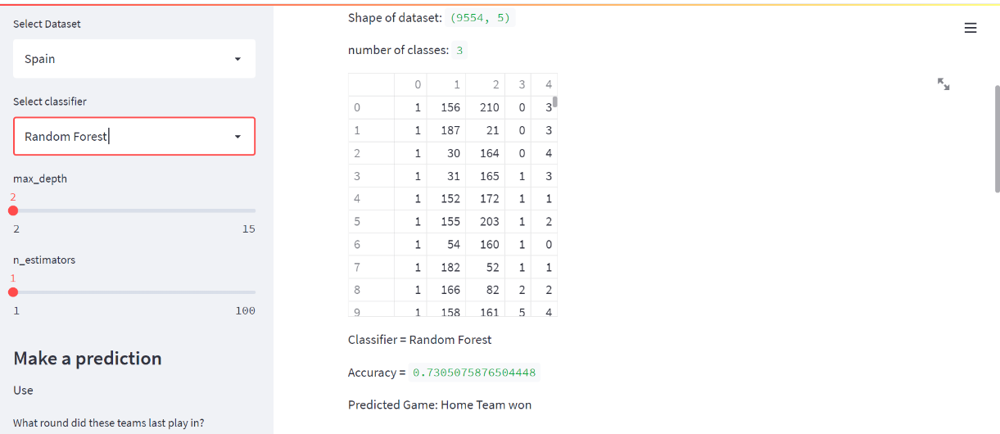 Select Dataset
Spain
Select classifier
Random Forest
max_depth
2
2 15
n_estimators
1
1 100
Make a prediction
Use
What round did these teams last play in?
Shape of dataset: (9554, 5)
number of classes: 3
0 1 2 3 4
0 1 156 210 0 3
1 1 187 21 0 3
2 1 30 164 0 4
3 1 31 165 1 3
4 1 152 172 1 1
5 1 155 203 1 2
6 1 54 160 1 0
7 1 182 52 1 1
8 1 166 82 2 2
9 1 158 161 5 4
Classifier = Random Forest
Accuracy = 0.7305075876504448
Predicted Game: Home Team won